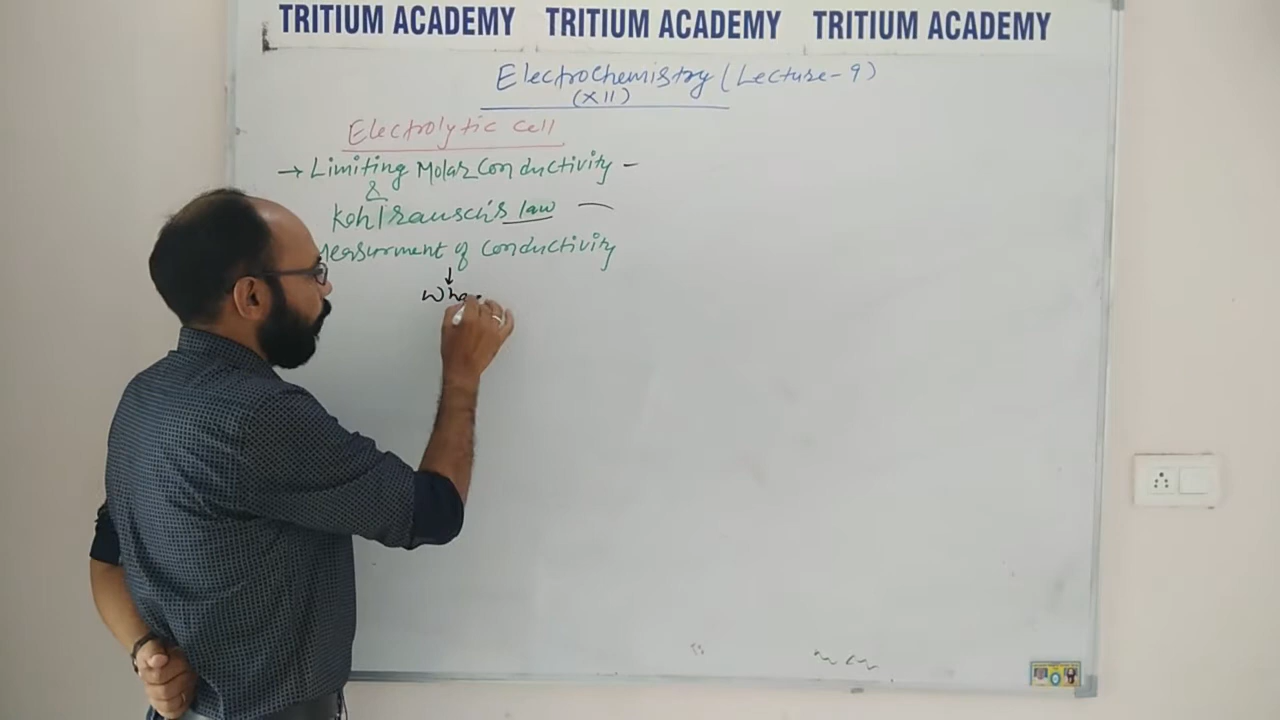 TRITIUM ACADEMY TRITIUM ACADEMY TRITIUM ACADEMY
Electrochemistry (Lecture-9)
(XII)
Electrolytic cell
→ Limiting Molar Conductivity -
&
Kohlrausch's law
Measurment of conductivity
↓
Whe